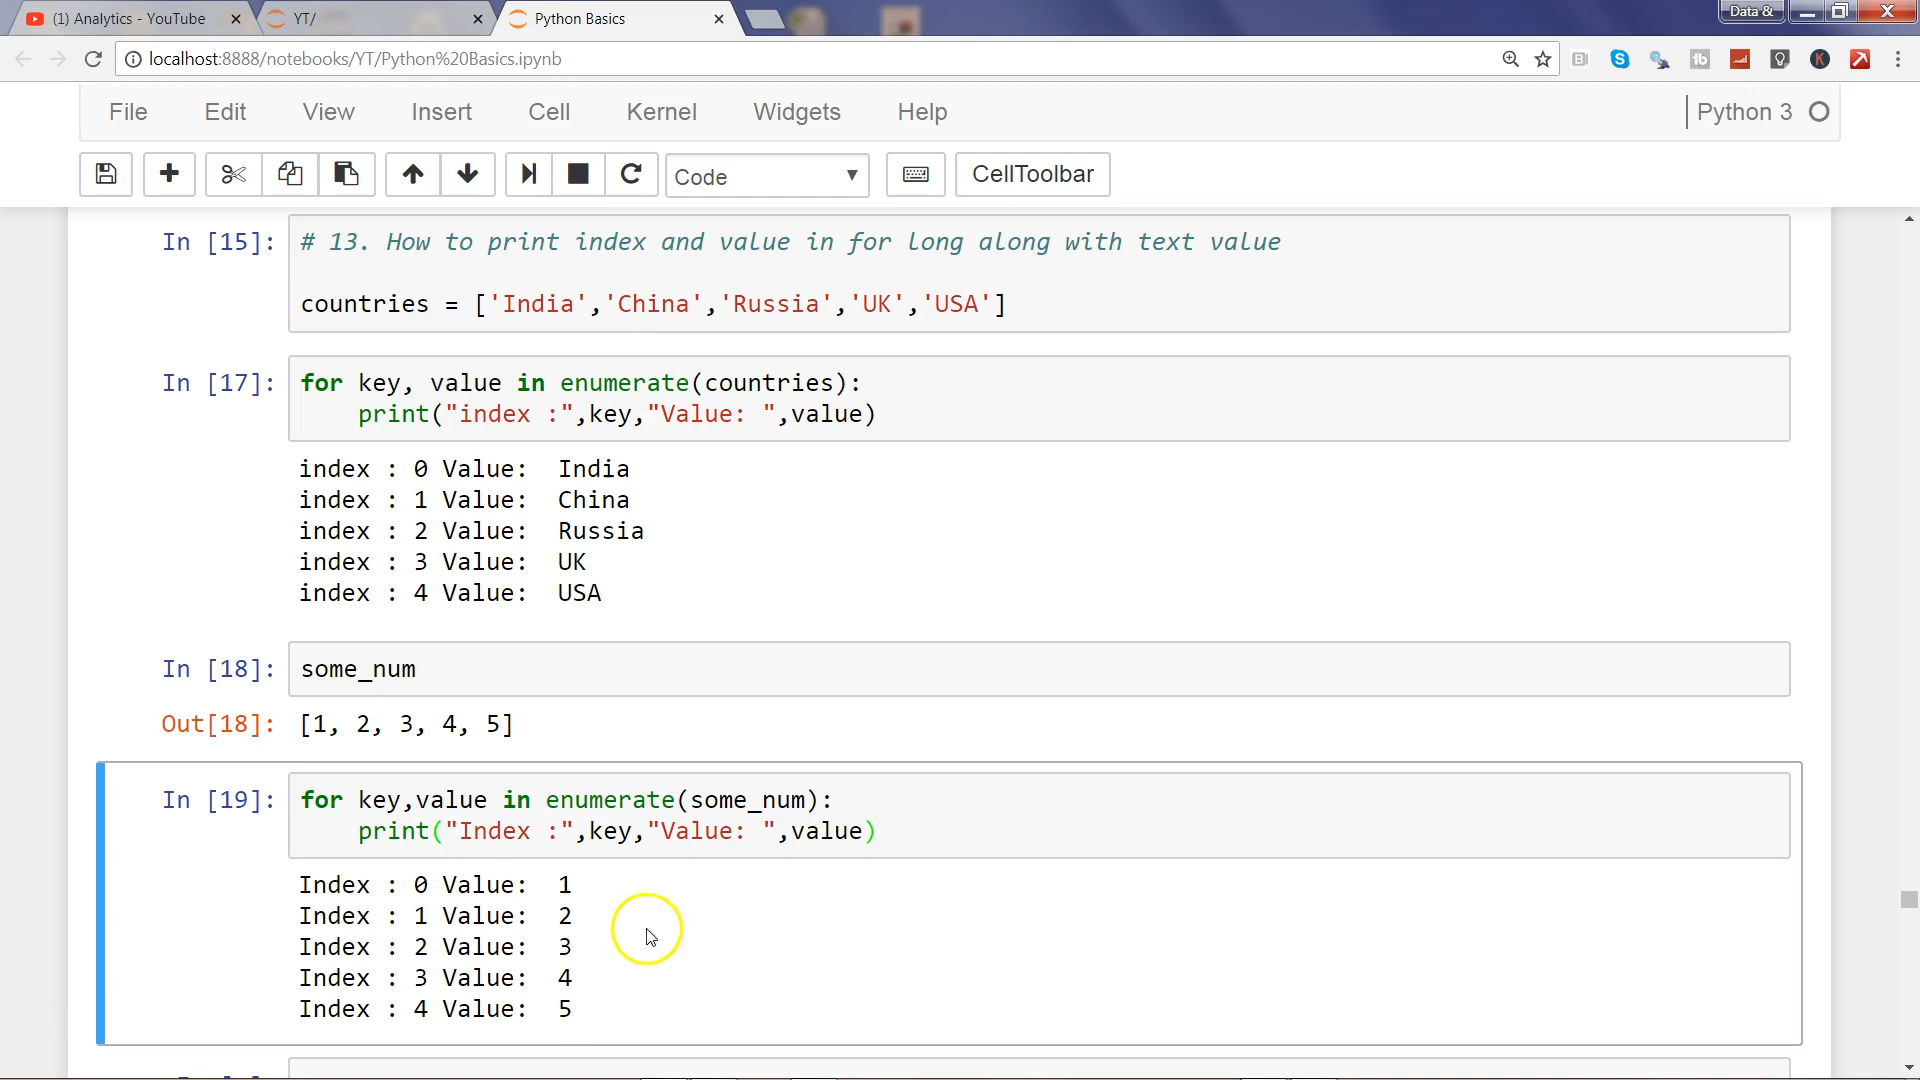 (1) Analytics - YouTube
YT/
Python Basics
Data &
localhost:8888/notebooks/YT/Python%20Basics.ipynb
File Edit View Insert Cell Kernel Widgets Help Python 3
Code CellToolbar
In [15]: # 13. How to print index and value in for long along with text value
countries = ['India','China','Russia','UK','USA']
In [17]: for key, value in enumerate(countries):
print("index :",key,"Value: ",value)
index : 0 Value:  India
index : 1 Value:  China
index : 2 Value:  Russia
index : 3 Value:  UK
index : 4 Value:  USA
In [18]: some_num
Out[18]: [1, 2, 3, 4, 5]
In [19]: for key,value in enumerate(some_num):
print("Index :",key,"Value: ",value)
Index : 0 Value:  1
Index : 1 Value:  2
Index : 2 Value:  3
Index : 3 Value:  4
Index : 4 Value:  5